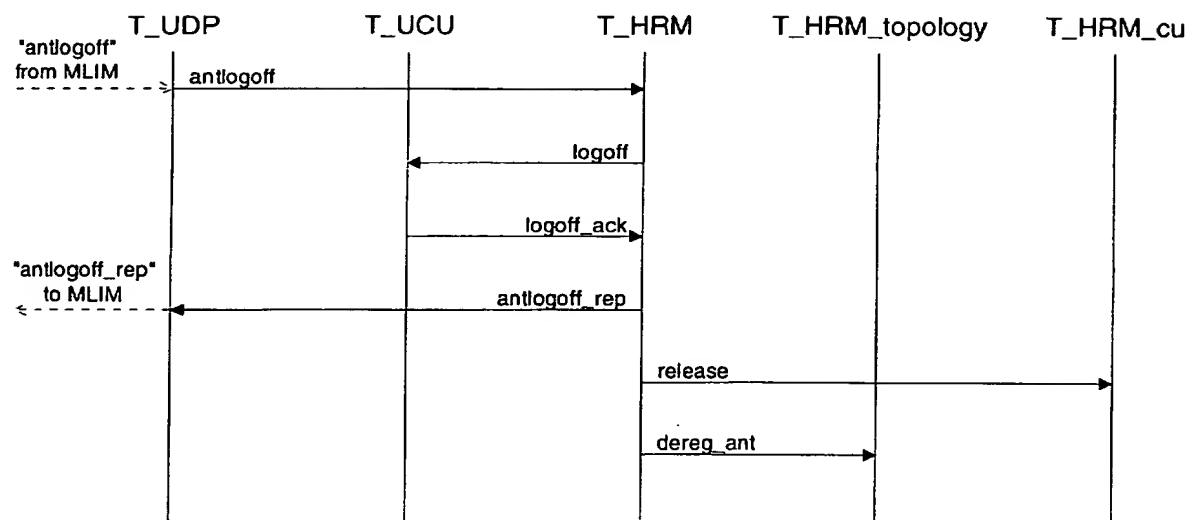 T_UDP
T_UCU
T_HRM
T_HRM_topology
T_HRM_cu
"antlogoff"
from MLIM
antlogoff
logoff
logoff_ack
"antlogoff_rep"
to MLIM
antlogoff_rep
release
dereg_ant